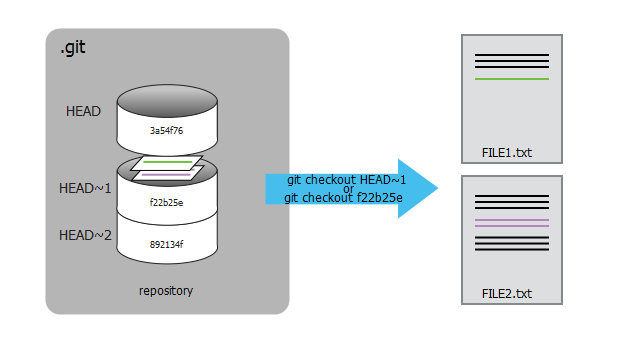 .git
HEAD
3a54f76
HEAD~1
f22b25e
HEAD~2
892134f
repository
git checkout HEAD~1
or
git checkout f22b25e
FILE1.txt
FILE2.txt